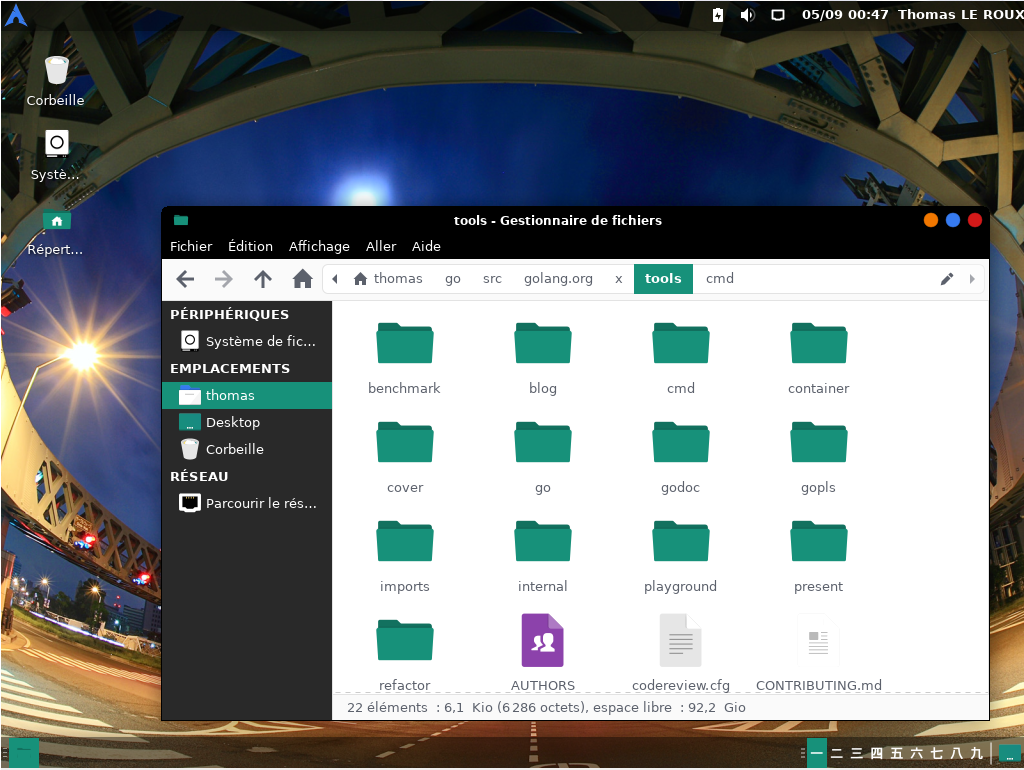 05/09 00:47 Thomas LE ROUX
Corbeille
Systè...
Répert...
tools - Gestionnaire de fichiers
Fichier Édition Affichage Aller Aide
thomas go src golang.org x tools cmd
PÉRIPHÉRIQUES
Système de fic...
EMPLACEMENTS
thomas
Desktop
Corbeille
RÉSEAU
Parcourir le rés...
benchmark blog cmd container
cover go godoc gopls
imports internal playground present
refactor AUTHORS codereview.cfg CONTRIBUTING.md
22 éléments : 6,1 Kio (6 286 octets), espace libre : 92,2 Gio
一 二 三 四 五 六 七 八 九